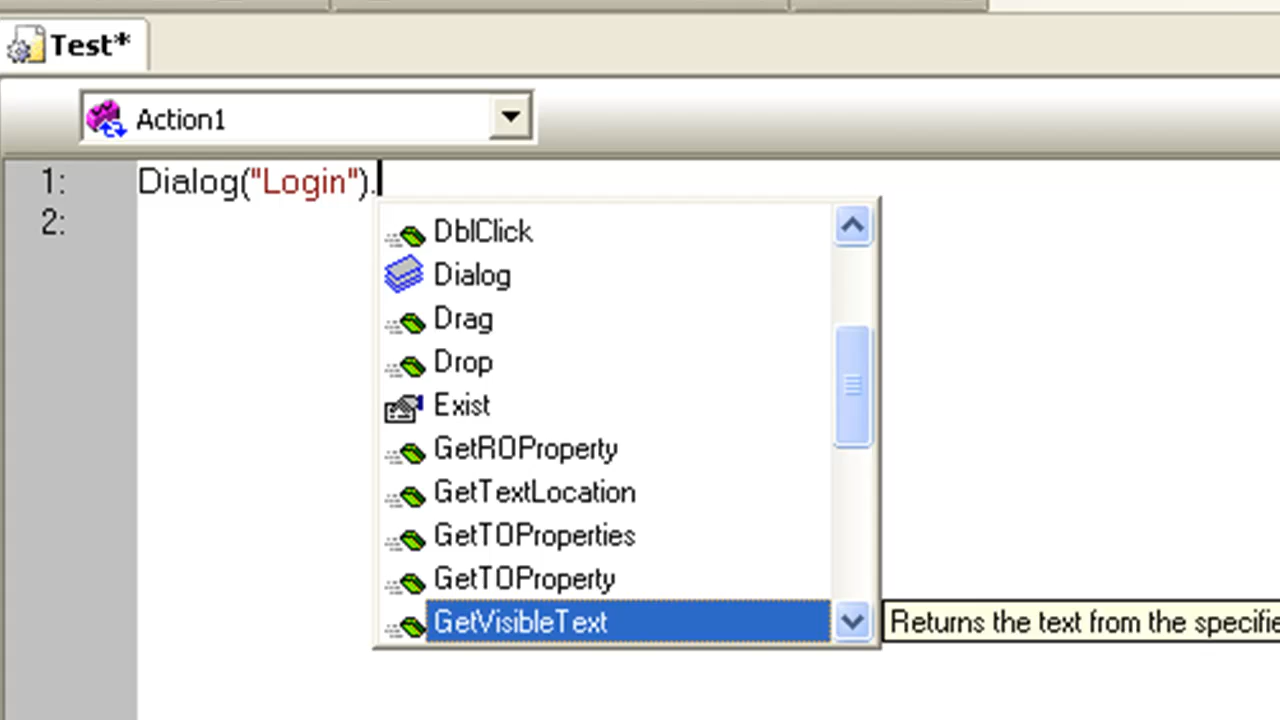 Test*
Action1
1: Dialog("Login").
2:
DblClick
Dialog
Drag
Drop
Exist
GetROProperty
GetTextLocation
GetTOProperties
GetTOProperty
GetVisibleText
Returns the text from the specifie